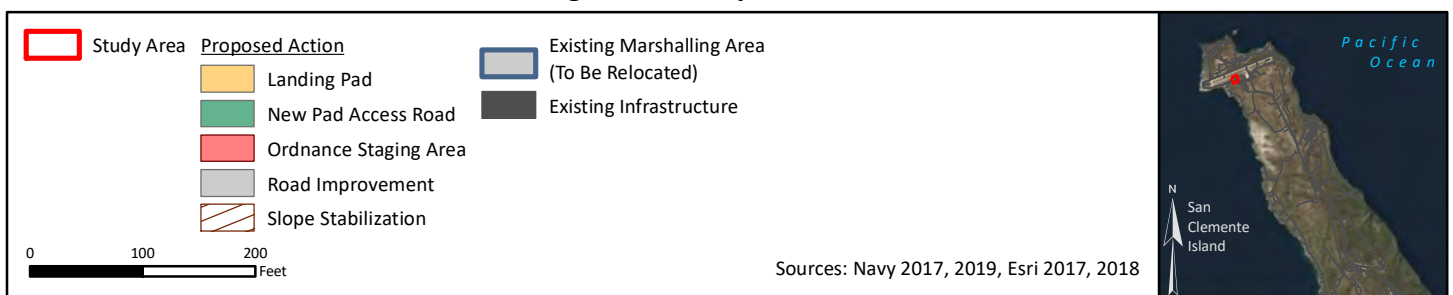 Study Area
Proposed Action
Landing Pad
New Pad Access Road
Ordnance Staging Area
Road Improvement
Slope Stabilization
Existing Marshalling Area
(To Be Relocated)
Existing Infrastructure
0 100 200
Feet
Sources: Navy 2017, 2019, Esri 2017, 2018
Pacific
Ocean
N
San
Clemente
Island